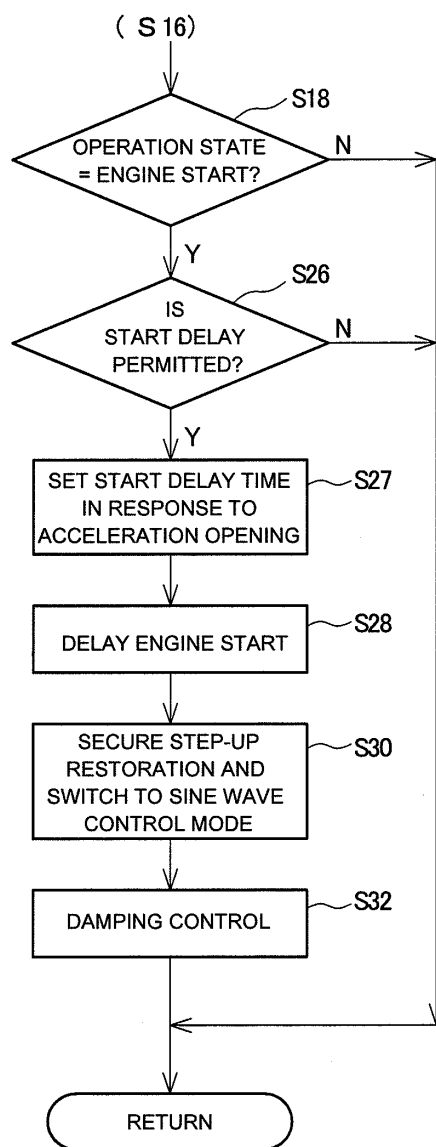 ( S 16)
S18
OPERATION STATE
= ENGINE START?
N
Y
S26
IS
START DELAY
PERMITTED?
N
Y
S27
SET START DELAY TIME
IN RESPONSE TO
ACCELERATION OPENING
S28
DELAY ENGINE START
S30
SECURE STEP-UP
RESTORATION AND
SWITCH TO SINE WAVE
CONTROL MODE
S32
DAMPING CONTROL
RETURN